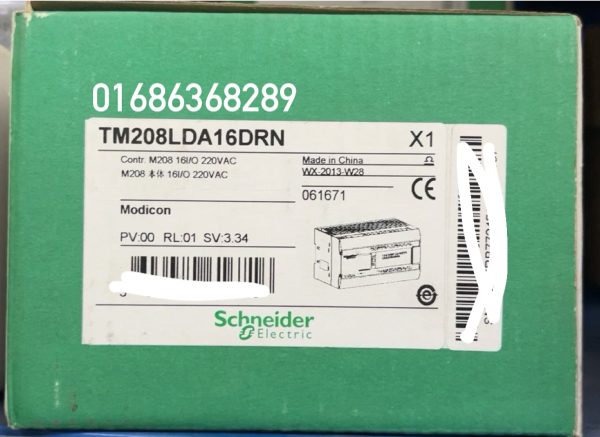 01686368289
TM208LDA16DRN X1
Contr. M208 16I/O 220VAC
M208 本体 16I/O 220VAC
Made in China
WX-2013-W28
061671
Modicon
CE
PV:00 RL:01 SV:3.34
Schneider
Electric